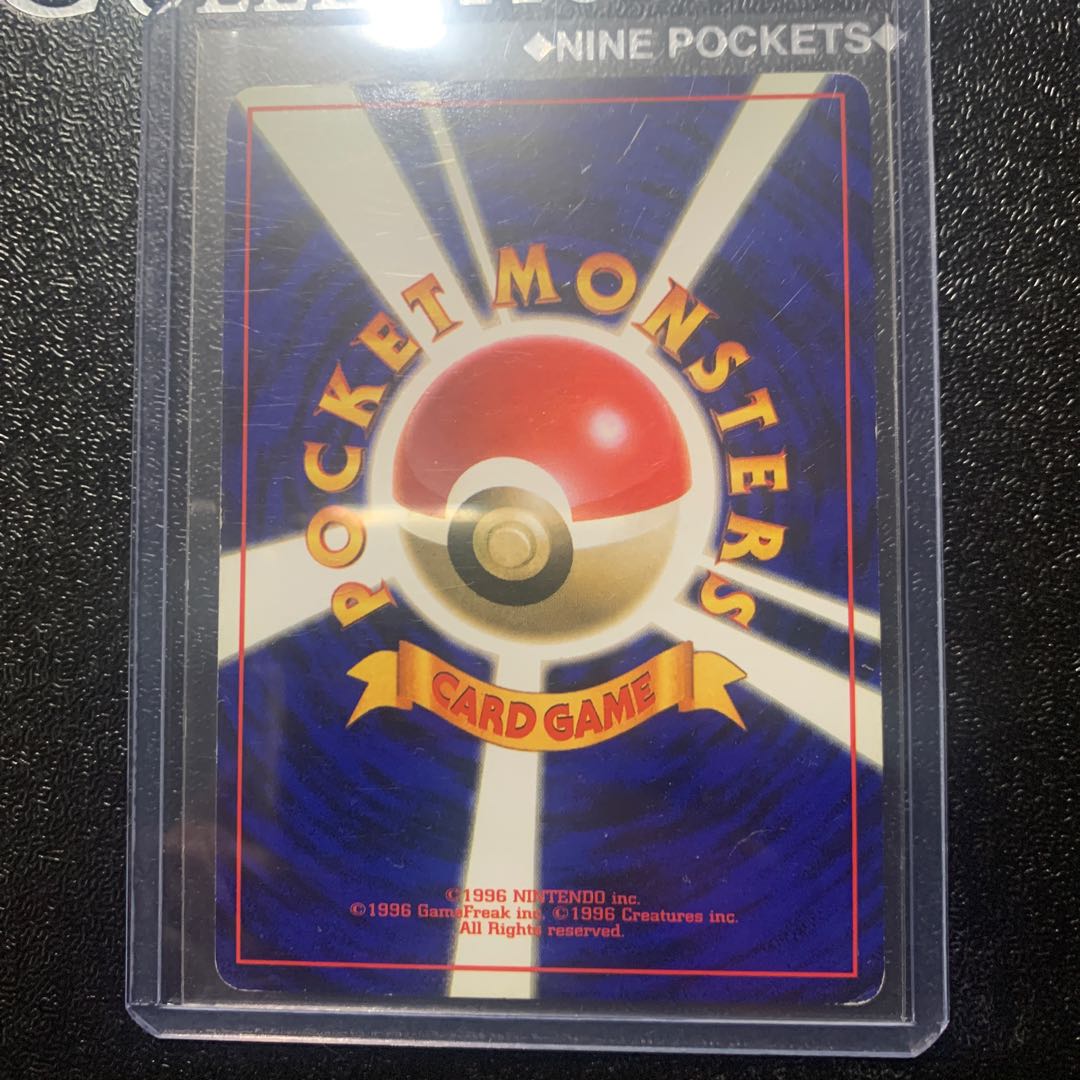 ◆NINE POCKETS◆
POCKET MONSTERS
CARD GAME
©1996 NINTENDO inc.
©1996 GameFreak inc. ©1996 Creatures inc.
All Rights reserved.